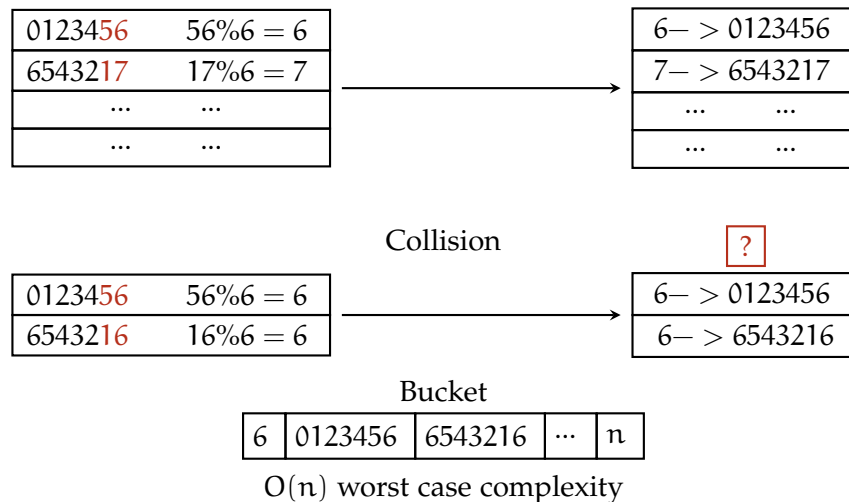 0123456 56%6 = 6 6− > 0123456
6543217 17%6 = 7 7− > 6543217
... ... ... ...
... ... ... ...
Collision ?
0123456 56%6 = 6 6− > 0123456
6543216 16%6 = 6 6− > 6543216
Bucket
6 0123456 6543216 ... n
O(n) worst case complexity